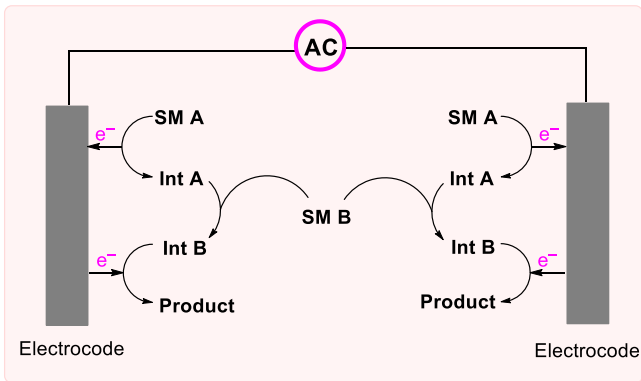 AC
SM A
SM A
e–
e–
Int A
Int A
SM B
Int B
Int B
e–
e–
Product
Product
Electrocode
Electrocode